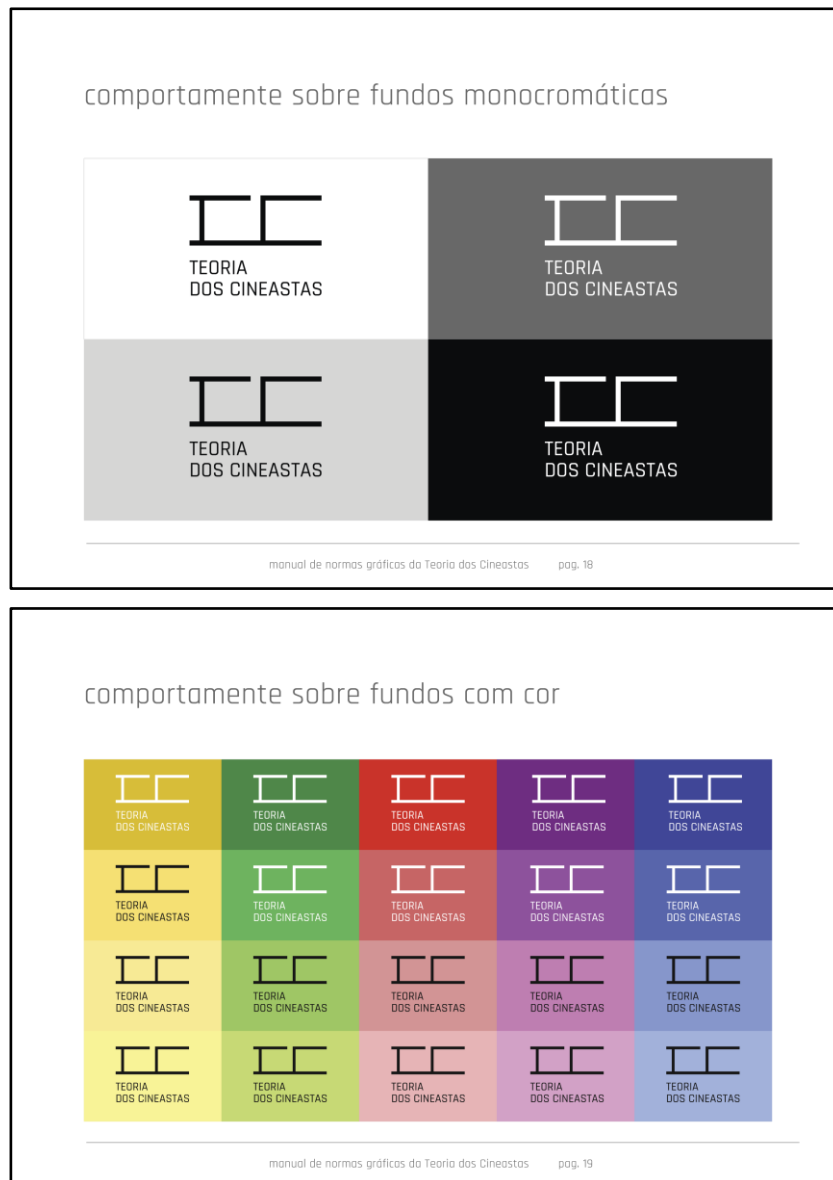 comportamente sobre fundos monocromáticas
TEORIA
DOS CINEASTAS
TEORIA
DOS CINEASTAS
TEORIA
DOS CINEASTAS
TEORIA
DOS CINEASTAS
manual de normas gráficas da Teoria dos Cineastas pag. 18
comportamente sobre fundos com cor
TEORIA
DOS CINEASTAS
TEORIA
DOS CINEASTAS
TEORIA
DOS CINEASTAS
TEORIA
DOS CINEASTAS
TEORIA
DOS CINEASTAS
TEORIA
DOS CINEASTAS
TEORIA
DOS CINEASTAS
TEORIA
DOS CINEASTAS
TEORIA
DOS CINEASTAS
TEORIA
DOS CINEASTAS
TEORIA
DOS CINEASTAS
TEORIA
DOS CINEASTAS
TEORIA
DOS CINEASTAS
TEORIA
DOS CINEASTAS
TEORIA
DOS CINEASTAS
TEORIA
DOS CINEASTAS
TEORIA
DOS CINEASTAS
TEORIA
DOS CINEASTAS
TEORIA
DOS CINEASTAS
TEORIA
DOS CINEASTAS
manual de normas gráficas da Teoria dos Cineastas pag. 19